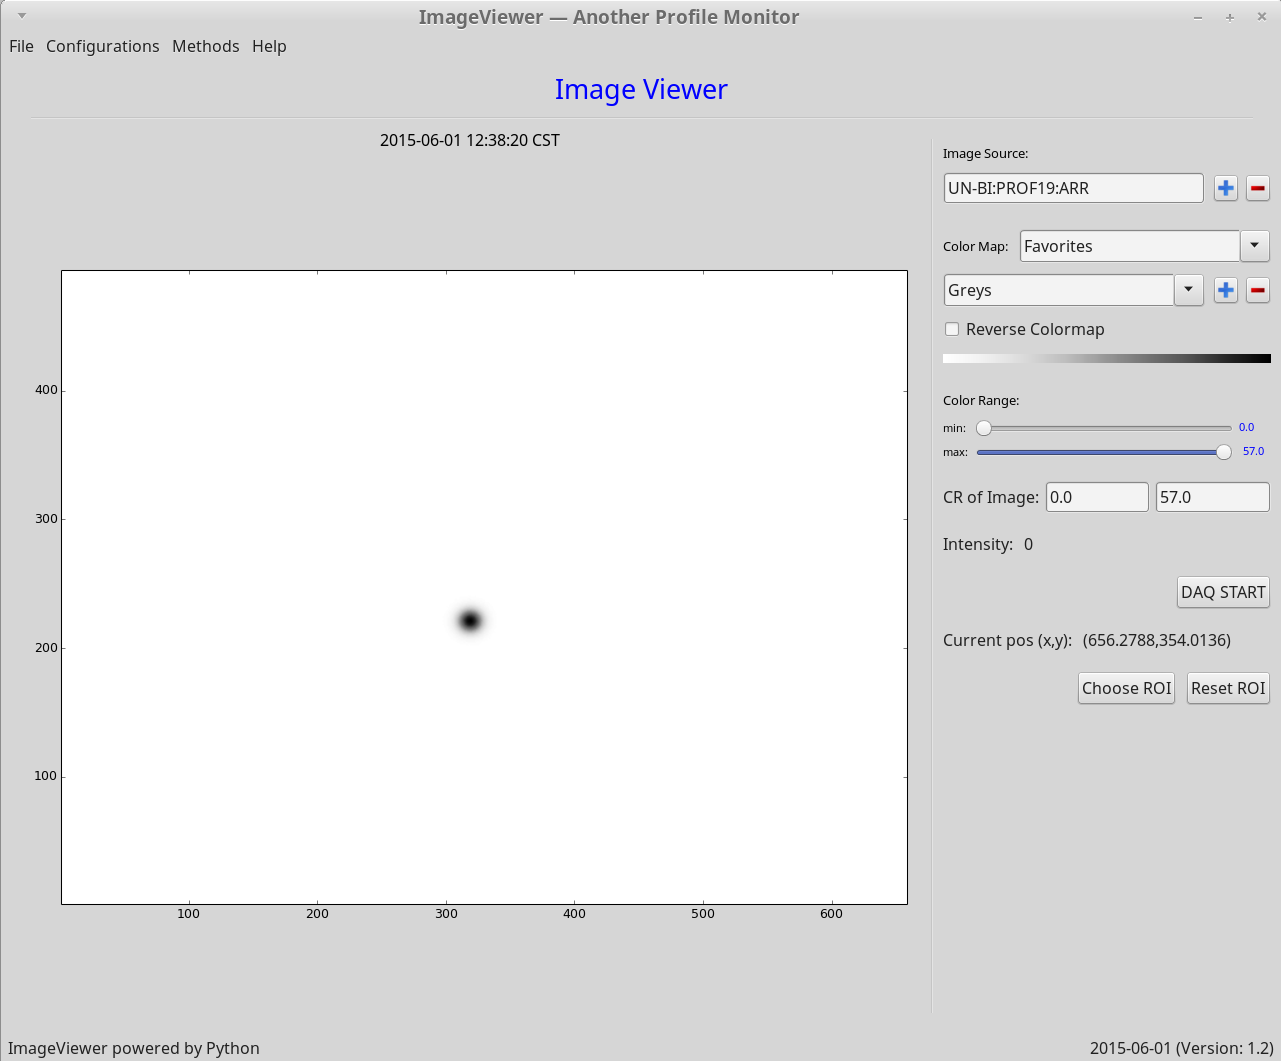 ImageViewer — Another Profile Monitor
File Configurations Methods Help
Image Viewer
2015-06-01 12:38:20 CST
400
300
200
100
100 200 300 400 500 600
Image Source:
UN-BI:PROF19:ARR
Color Map: Favorites
Greys
Reverse Colormap
Color Range:
min: 0.0
max: 57.0
CR of Image: 0.0 57.0
Intensity: 0
DAQ START
Current pos (x,y): (656.2788,354.0136)
Choose ROI Reset ROI
ImageViewer powered by Python 2015-06-01 (Version: 1.2)